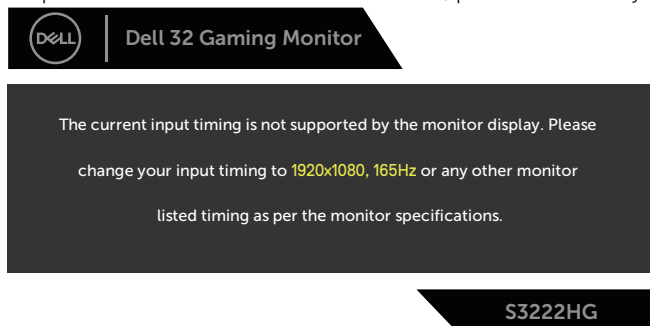 DELL
Dell 32 Gaming Monitor
The current input timing is not supported by the monitor display. Please
change your input timing to 1920x1080, 165Hz or any other monitor
listed timing as per the monitor specifications.
S3222HG